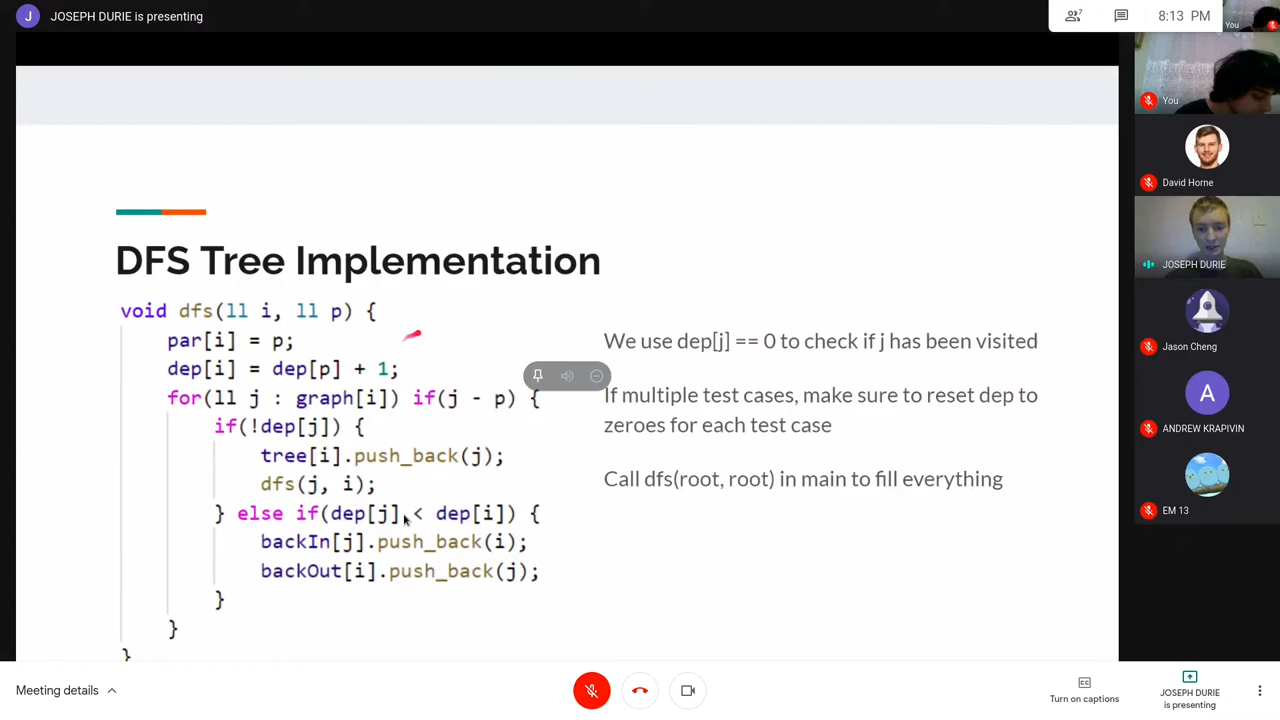 J JOSEPH DURIE is presenting
7
8:13 PM
You
You
David Horne
JOSEPH DURIE
Jason Cheng
A
ANDREW KRAPIVIN
EM 13
DFS Tree Implementation
void dfs(ll i, ll p) {
par[i] = p;
dep[i] = dep[p] + 1;
for(ll j : graph[i]) if(j - p) {
if(!dep[j]) {
tree[i].push_back(j);
dfs(j, i);
} else if(dep[j] < dep[i]) {
backIn[j].push_back(i);
backOut[i].push_back(j);
}
}
}
We use dep[j] == 0 to check if j has been visited
If multiple test cases, make sure to reset dep to
zeroes for each test case
Call dfs(root, root) in main to fill everything
Meeting details
CC
Turn on captions
JOSEPH DURIE
is presenting